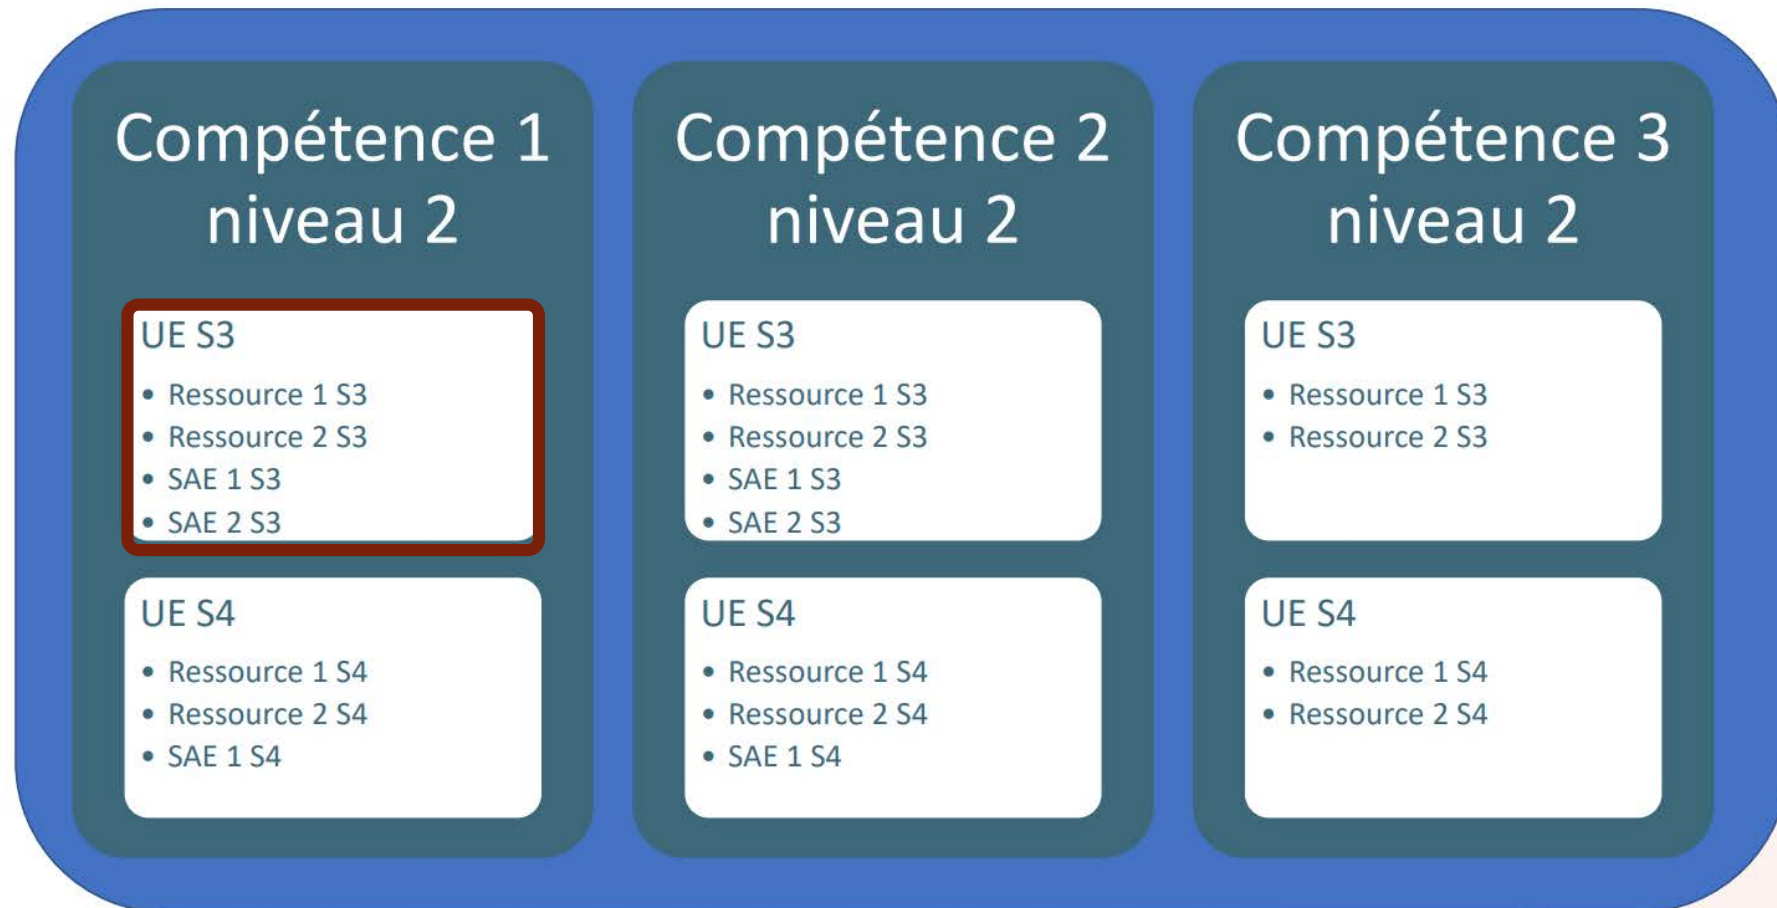 Compétence 1
niveau 2
UE S3
• Ressource 1 S3
• Ressource 2 S3
• SAE 1 S3
• SAE 2 S3
UE S4
• Ressource 1 S4
• Ressource 2 S4
• SAE 1 S4
Compétence 2
niveau 2
UE S3
• Ressource 1 S3
• Ressource 2 S3
• SAE 1 S3
• SAE 2 S3
UE S4
• Ressource 1 S4
• Ressource 2 S4
• SAE 1 S4
Compétence 3
niveau 2
UE S3
• Ressource 1 S3
• Ressource 2 S3
UE S4
• Ressource 1 S4
• Ressource 2 S4